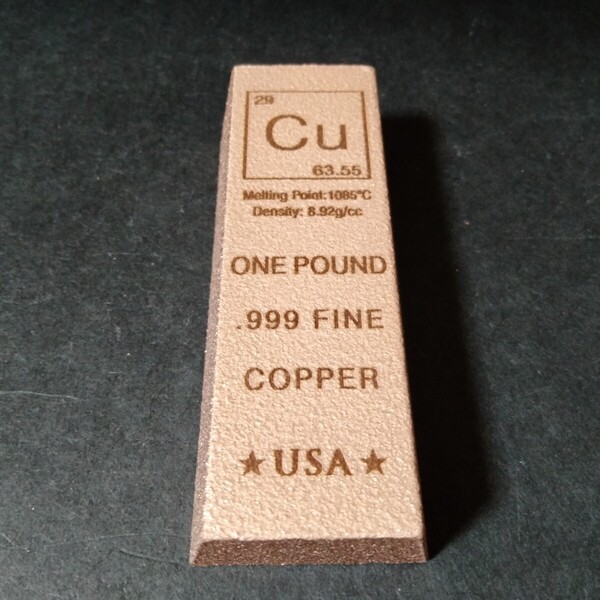 29
Cu
63.55
Melting Point:1085°C
Density: 8.92g/cc
ONE POUND
.999 FINE
COPPER
★USA★